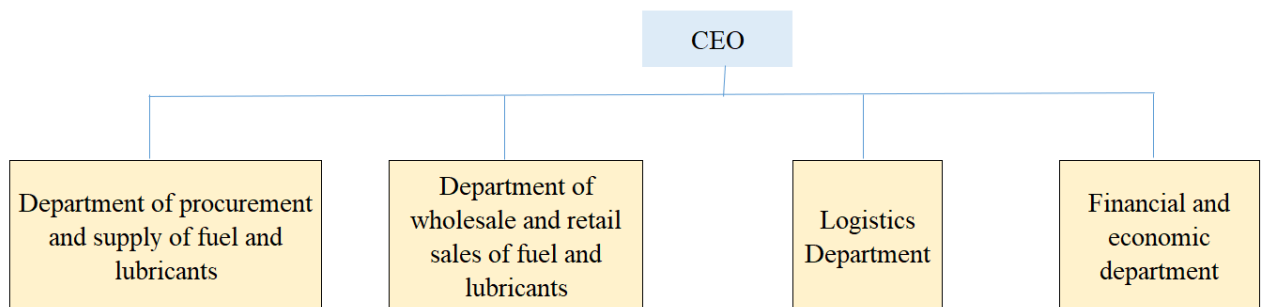 CEO
Department of procurement
and supply of fuel and
lubricants
Department of
wholesale and retail
sales of fuel and
lubricants
Logistics
Department
Financial and
economic
department